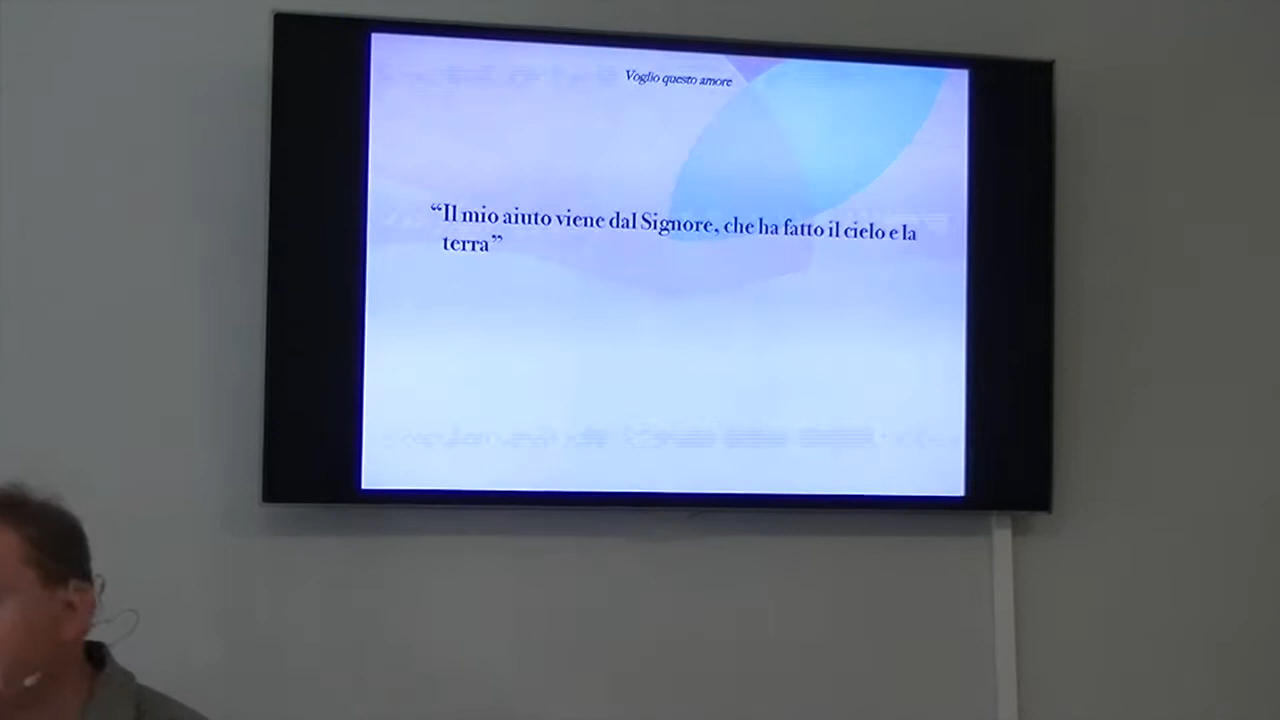 Voglio questo amore
“Il mio aiuto viene dal Signore, che ha fatto il cielo e la
terra”